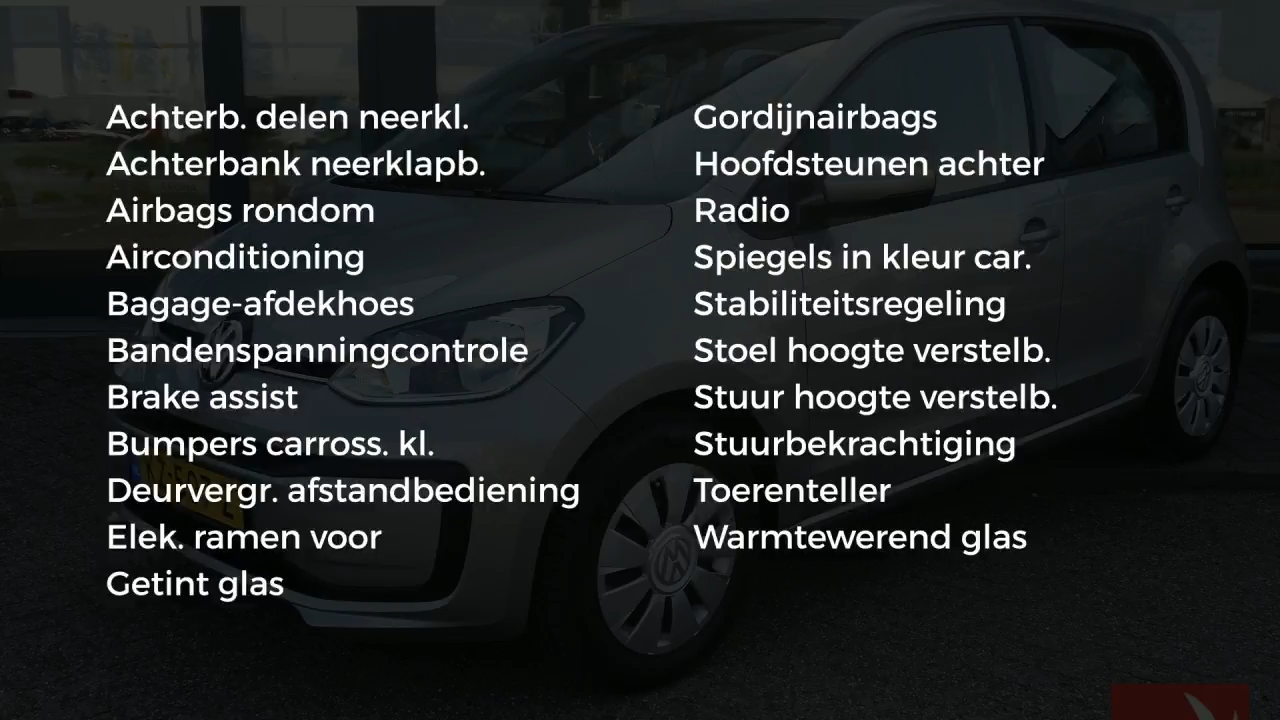 Achterb. delen neerkl.
Achterbank neerklapb.
Airbags rondom
Airconditioning
Bagage-afdekhoes
Bandenspanningcontrole
Brake assist
Bumpers carross. kl.
Deurvergr. afstandbediening
Elek. ramen voor
Getint glas
Gordijnairbags
Hoofdsteunen achter
Radio
Spiegels in kleur car.
Stabiliteitsregeling
Stoel hoogte verstelb.
Stuur hoogte verstelb.
Stuurbekrachtiging
Toerenteller
Warmtewerend glas